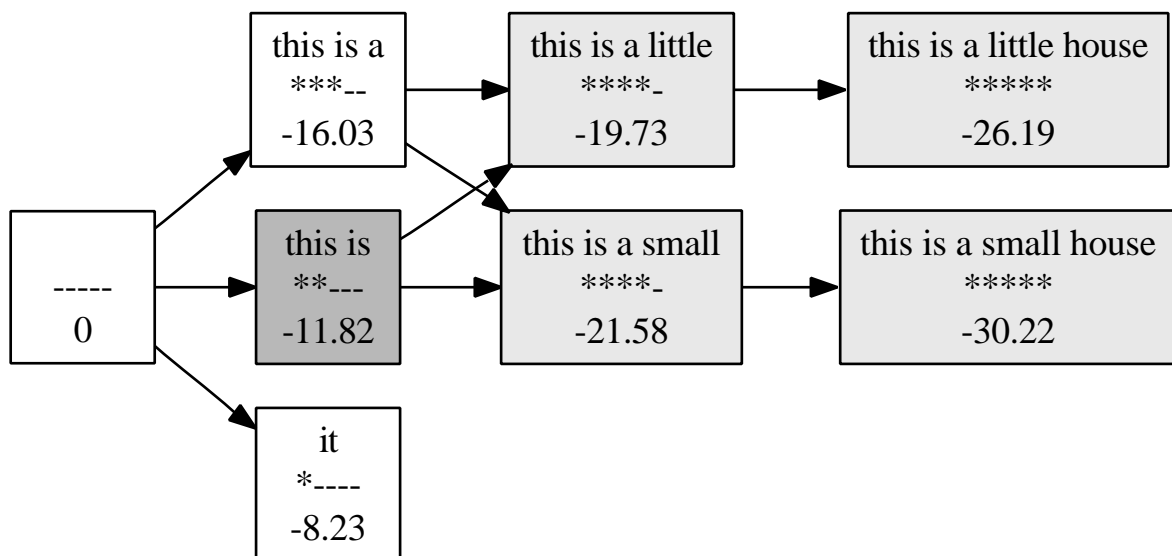 -----
0
this is a
***--
-16.03
this is
**---
-11.82
it
*----
-8.23
this is a little
****-
-19.73
this is a small
****-
-21.58
this is a little house
*****
-26.19
this is a small house
*****
-30.22